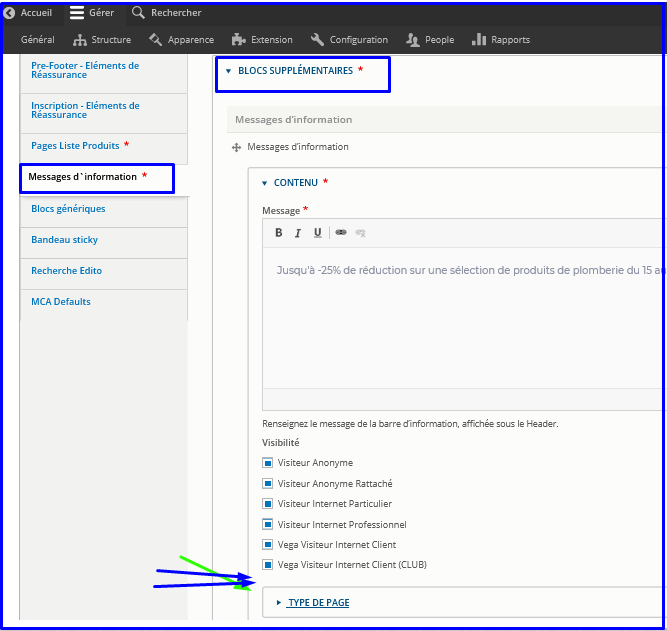 Accueil Gérer Rechercher
Général Structure Apparence Extension Configuration People Rapports
Pre-Footer - Eléments de
Réassurance
Inscription - Eléments de
Réassurance
Pages Liste Produits *
Messages d`information *
Blocs génériques
Bandeau sticky
Recherche Edito
MCA Defaults
BLOCS SUPPLÉMENTAIRES *
Messages d'information
Messages d'information
CONTENU *
Message *
B I U
Jusqu'à -25% de réduction sur une sélection de produits de plomberie du 15 au
Renseignez le message de la barre d'information, affichée sous le Header.
Visibilité
Visiteur Anonyme
Visiteur Anonyme Rattaché
Visiteur Internet Particulier
Visiteur Internet Professionnel
Vega Visiteur Internet Client
Vega Visiteur Internet Client (CLUB)
TYPE DE PAGE